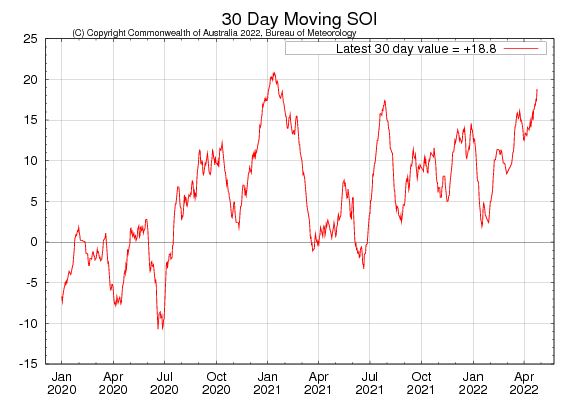 30 Day Moving SOI
(C) Copyright Commonwealth of Australia 2022, Bureau of Meteorology
Latest 30 day value = +18.8
25
20
15
10
5
0
-5
-10
-15
Jan Apr Jul Oct Jan Apr Jul Oct Jan Apr
2020 2020 2020 2020 2021 2021 2021 2021 2022 2022